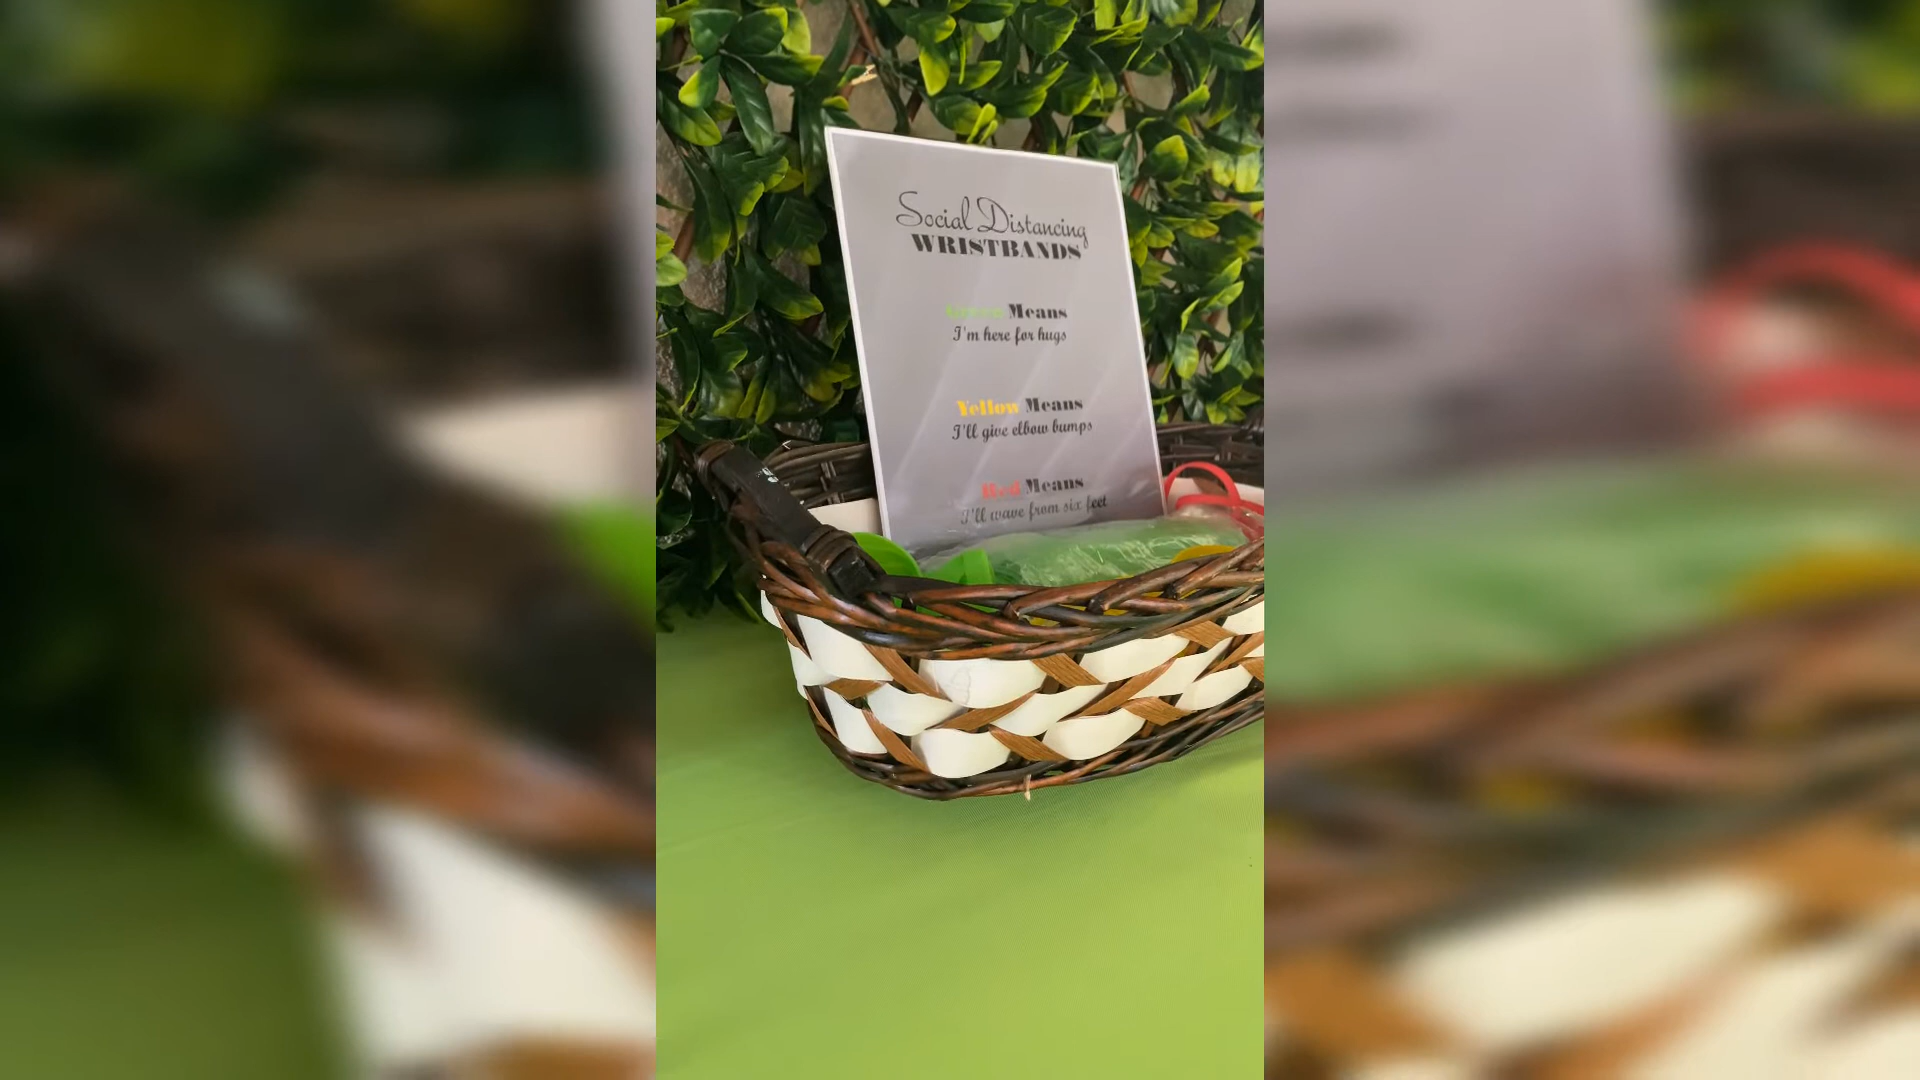 Social Distancing
WRISTBANDS
Green Means
I'm here for hugs
Yellow Means
I'll give elbow bumps
Red Means
I'll wave from six feet